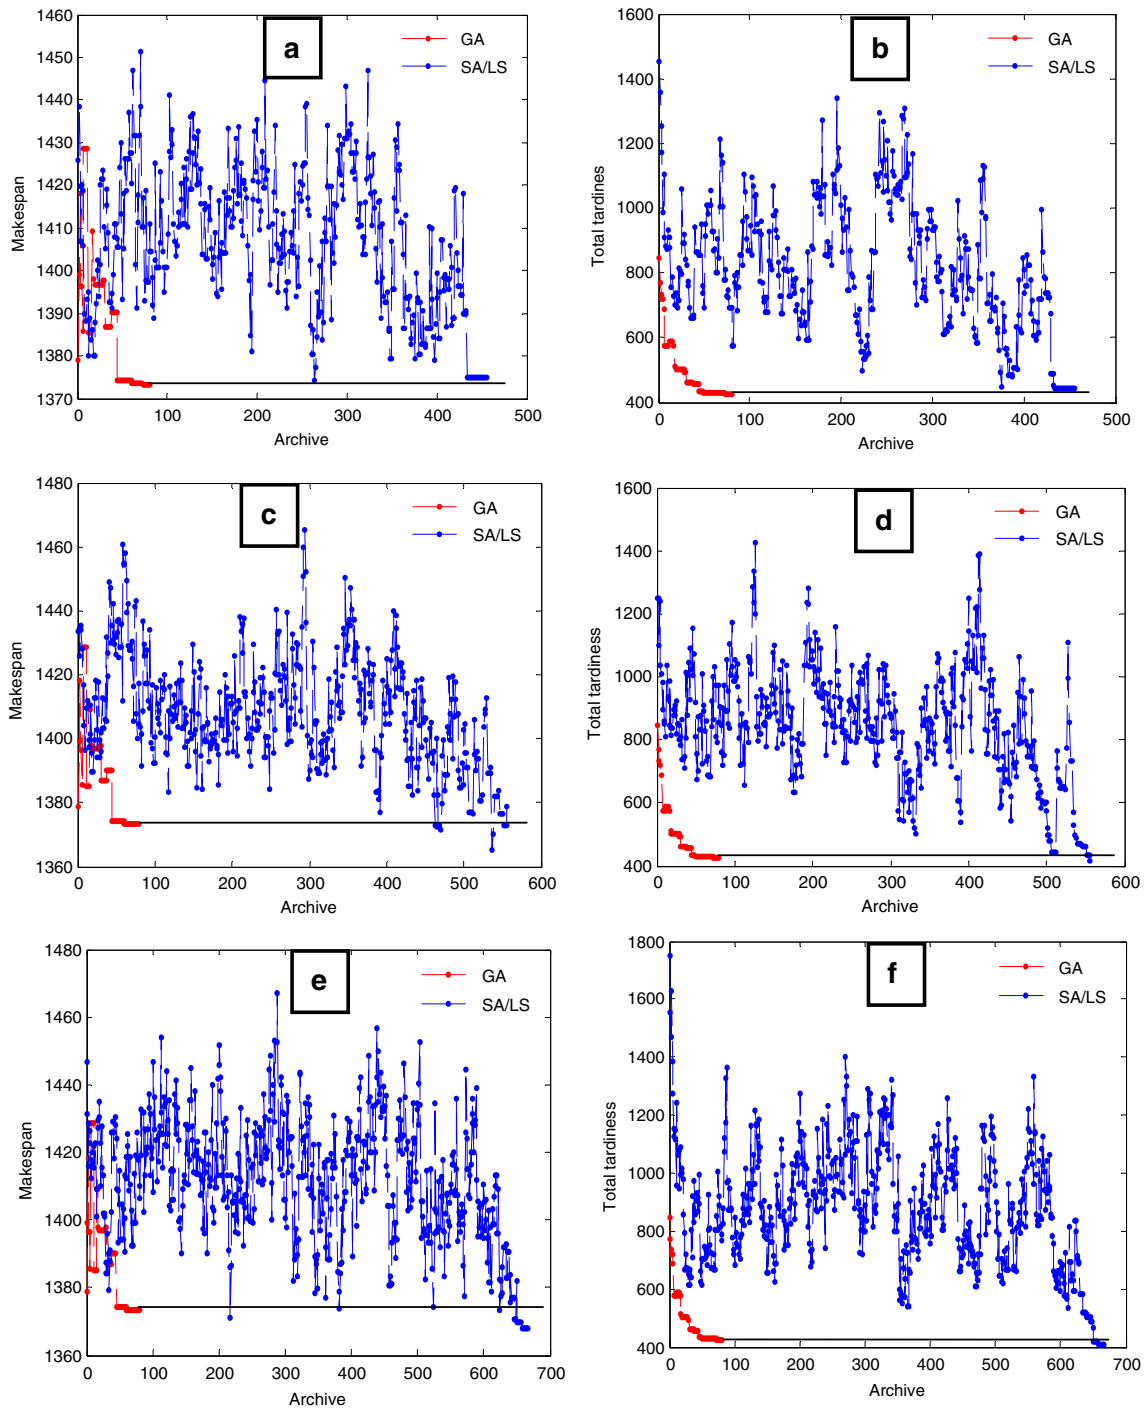 a
GA
SA/LS
1460
1450
1440
1430
1420
1410
1400
1390
1380
1370
Makespan
0 100 200 300 400 500
Archive
b
GA
SA/LS
1600
1400
1200
1000
800
600
400
Total tardines
0 100 200 300 400 500
Archive
c
GA
SA/LS
1480
1460
1440
1420
1400
1380
1360
Makespan
0 100 200 300 400 500 600
Archive
d
GA
SA/LS
1600
1400
1200
1000
800
600
400
Total tardiness
0 100 200 300 400 500 600
Archive
e
GA
SA/LS
1480
1460
1440
1420
1400
1380
1360
Makespan
0 100 200 300 400 500 600 700
Archive
f
GA
SA/LS
1800
1600
1400
1200
1000
800
600
400
Total tardiness
0 100 200 300 400 500 600 700
Archive